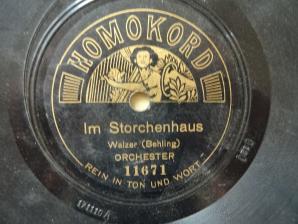 HOMOKORD
Im Storchenhaus
Walzer (Behling)
ORCHESTER
11671
REIN IN TON UND WORT